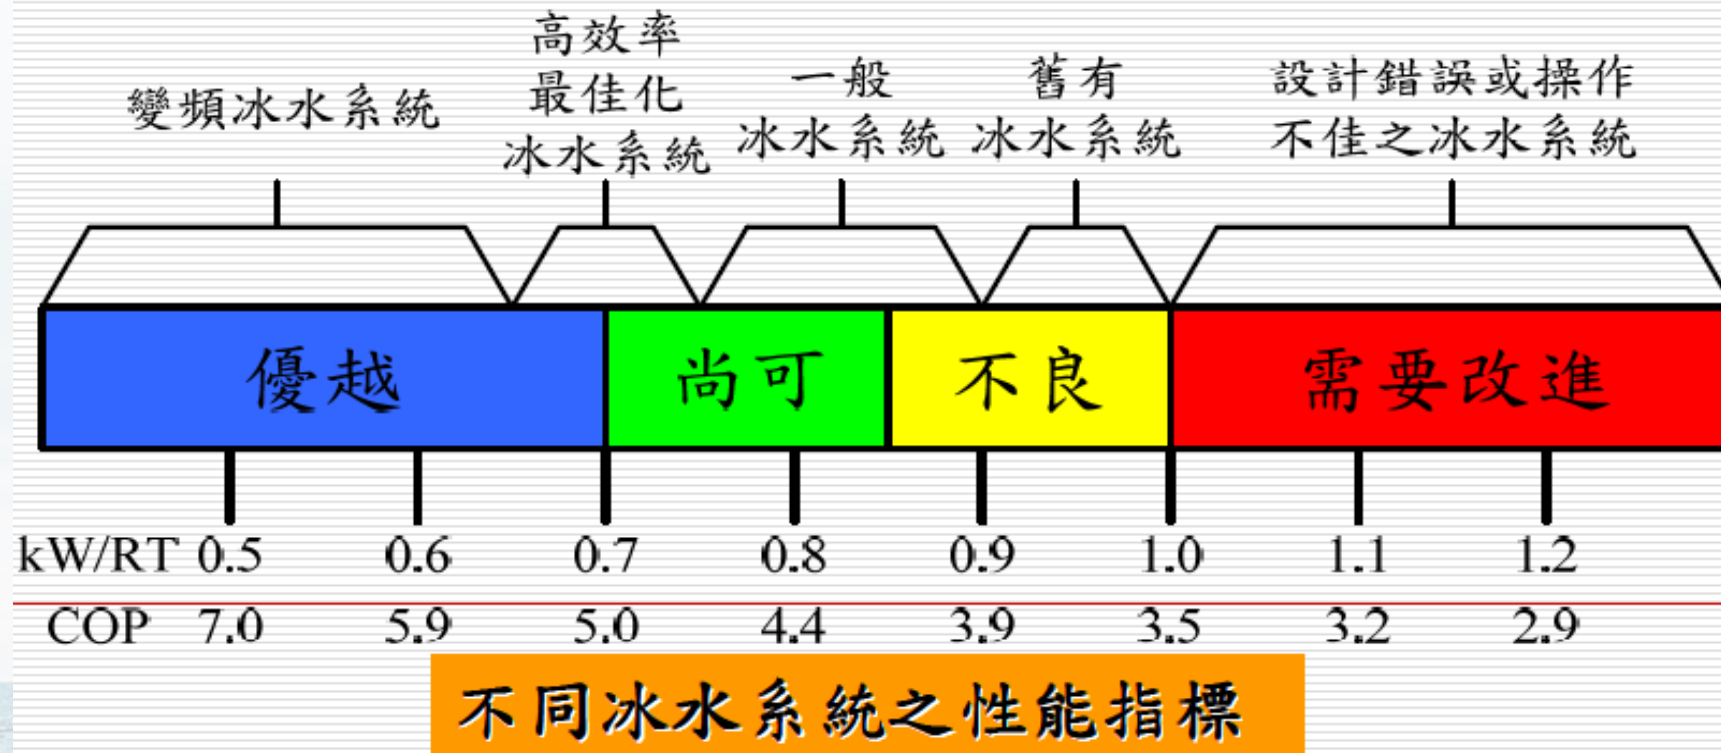 變頻冰水系統
高效率
最佳化
冰水系統
一般
冰水系統
舊有
冰水系統
設計錯誤或操作
不佳之冰水系統
優越
尚可
不良
需要改進
kW/RT 0.5 0.6 0.7 0.8 0.9 1.0 1.1 1.2
COP 7.0 5.9 5.0 4.4 3.9 3.5 3.2 2.9
不同冰水系統之性能指標